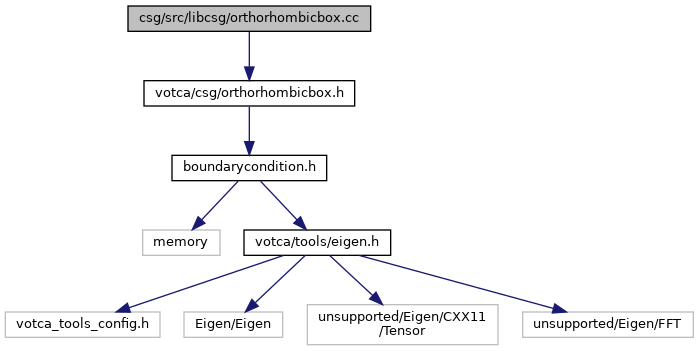 csg/src/libcsg/orthorhombicbox.cc
votca/csg/orthorhombicbox.h
boundarycondition.h
memory
votca/tools/eigen.h
votca_tools_config.h
Eigen/Eigen
unsupported/Eigen/CXX11
/Tensor
unsupported/Eigen/FFT